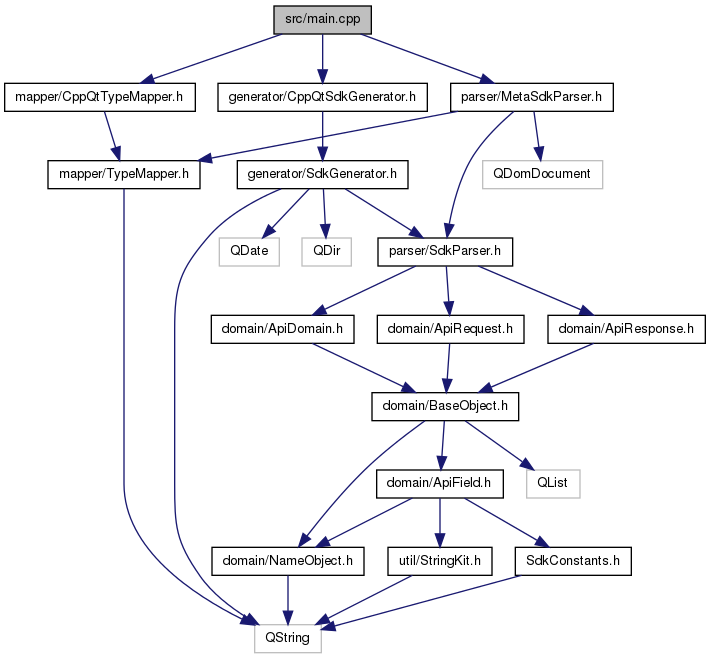 src/main.cpp
mapper/CppQtTypeMapper.h
generator/CppQtSdkGenerator.h
parser/MetaSdkParser.h
mapper/TypeMapper.h
generator/SdkGenerator.h
QDomDocument
QDate
QDir
parser/SdkParser.h
domain/ApiDomain.h
domain/ApiRequest.h
domain/ApiResponse.h
domain/BaseObject.h
domain/ApiField.h
QList
domain/NameObject.h
util/StringKit.h
SdkConstants.h
QString